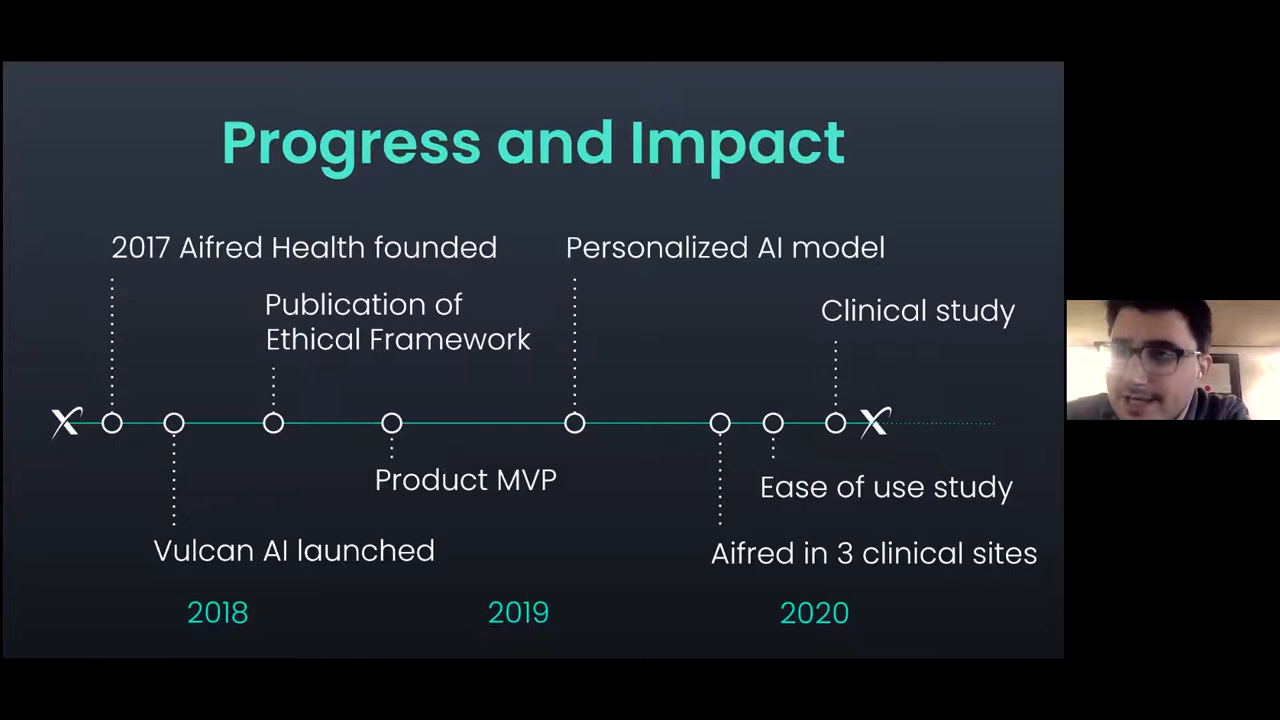 Progress and Impact
2017 Aifred Health founded
Personalized AI model
Publication of
Ethical Framework
Clinical study
Product MVP
Ease of use study
Vulcan AI launched
Aifred in 3 clinical sites
2018
2019
2020